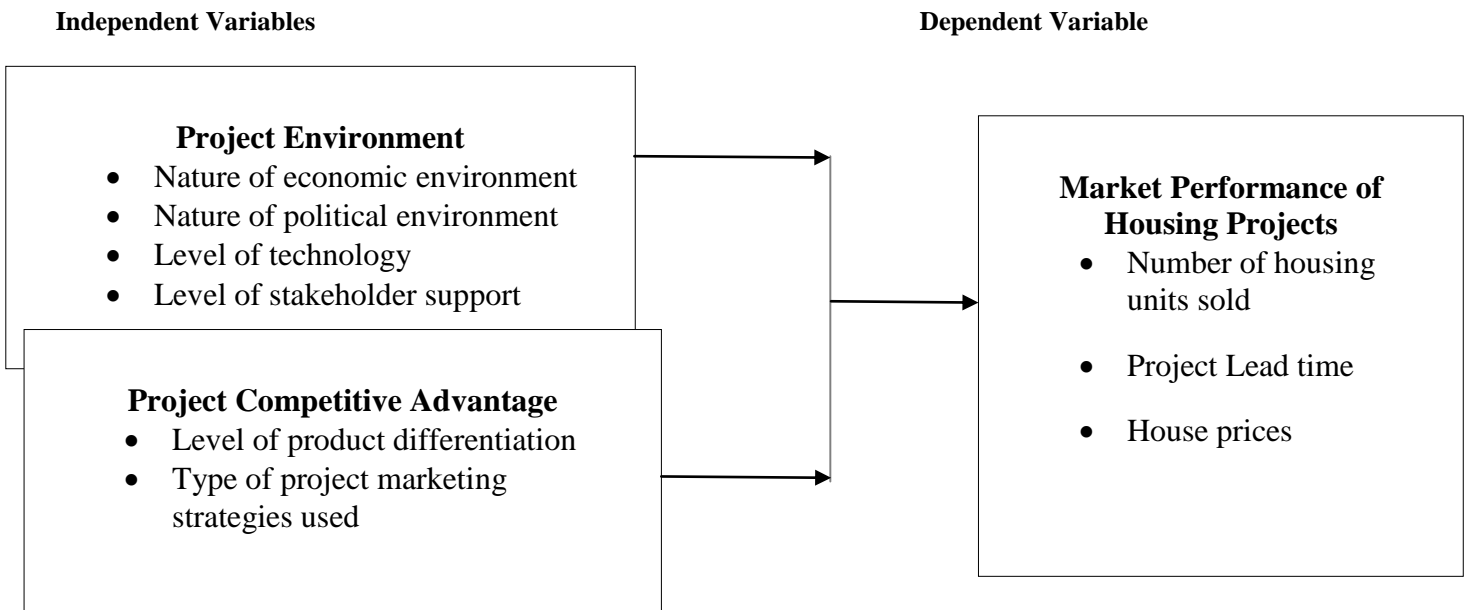 Independent Variables
Dependent Variable
Project Environment
• Nature of economic environment
• Nature of political environment
• Level of technology
• Level of stakeholder support
Project Competitive Advantage
• Level of product differentiation
• Type of project marketing
strategies used
Market Performance of
Housing Projects
• Number of housing
units sold
• Project Lead time
• House prices